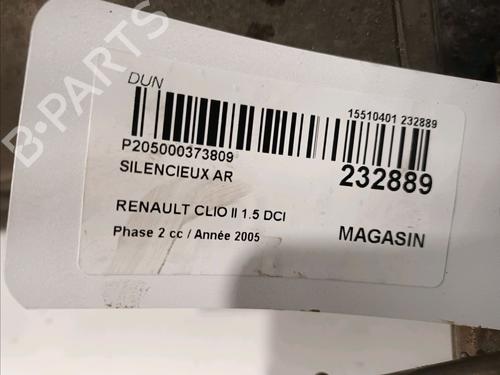 DUN
15510401 232889
P205000373809
SILENCIEUX AR
232889
RENAULT CLIO II 1.5 DCI
Phase 2 cc / Année 2005
MAGASIN
B-PARTS